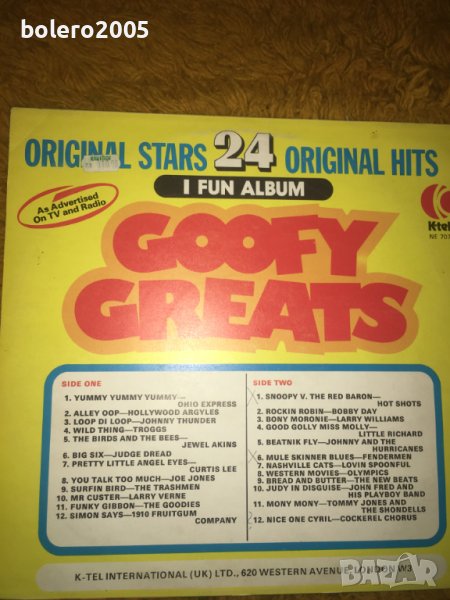 bolero2005
ORIGINAL STARS 24 ORIGINAL HITS
1 FUN ALBUM
As Advertised
On TV and Radio
K-tel
GOOFY
GREATS
SIDE ONE
1. YUMMY YUMMY YUMMY—
OHIO EXPRESS
2. ALLEY OOP—HOLLYWOOD ARGYLES
3. LOOP DI LOOP—JOHNNY THUNDER
4. WILD THING—TROGGS
5. THE BIRDS AND THE BEES—
JEWEL AKINS
6. BIG SIX—JUDGE DREAD
7. PRETTY LITTLE ANGEL EYES—
CURTIS LEE
8. YOU TALK TOO MUCH—JOE JONES
9. SURFIN BIRD—THE TRASHMEN
10. MR CUSTER—LARRY VERNE
11. FUNKY GIBBON—THE GOODIES
12. SIMON SAYS—1910 FRUITGUM
COMPANY
SIDE TWO
1. SNOOPY V. THE RED BARON—
HOT SHOTS
2. ROCKIN ROBIN—BOBBY DAY
3. BONY MORONIE—LARRY WILLIAMS
4. GOOD GOLLY MISS MOLLY—
LITTLE RICHARD
5. BEATNIK FLY—JOHNNY AND THE
HURRICANES
6. MULE SKINNER BLUES—FENDERMEN
7. NASHVILLE CATS—LOVIN SPOONFUL
8. WESTERN MOVIES—OLYMPICS
9. BREAD AND BUTTER—THE NEW BEATS
10. JUDY IN DISGUISE—JOHN FRED AND
HIS PLAYBOY BAND
11. MONY MONY—TOMMY JONES AND
THE SHONDELLS
12. NICE ONE CYRIL—COCKEREL CHORUS
K-TEL INTERNATIONAL (UK) LTD., 620 WESTERN AVENUE, LONDON W3
BAZAR